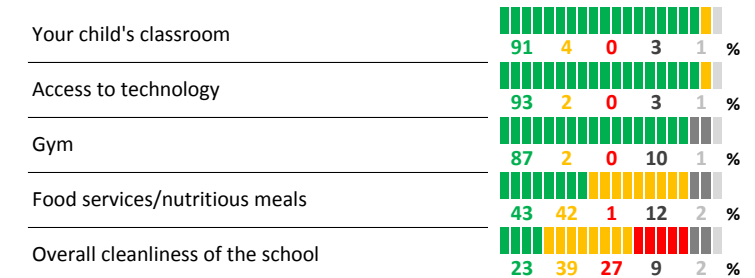 Your child's classroom
91 4 0 3 1 %
Access to technology
93 2 0 3 1 %
Gym
87 2 0 10 1 %
Food services/nutritious meals
43 42 1 12 2 %
Overall cleanliness of the school
23 39 27 9 2 %